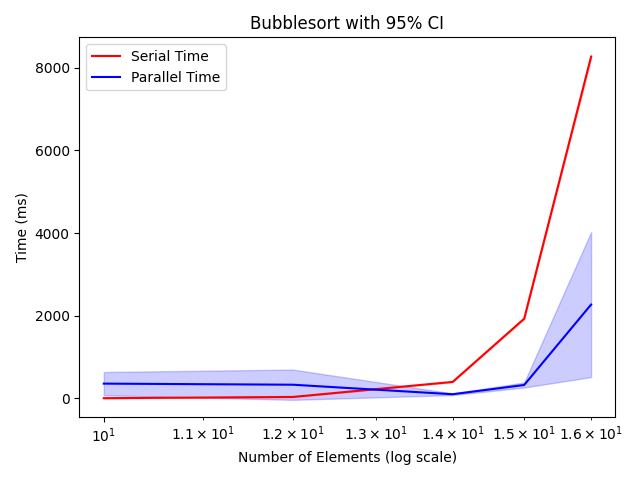 Bubblesort with 95% CI
Serial Time
Parallel Time
Time (ms)
8000
6000
4000
2000
0
10¹ 1.1 × 10¹ 1.2 × 10¹ 1.3 × 10¹ 1.4 × 10¹ 1.5 × 10¹ 1.6 × 10¹
Number of Elements (log scale)